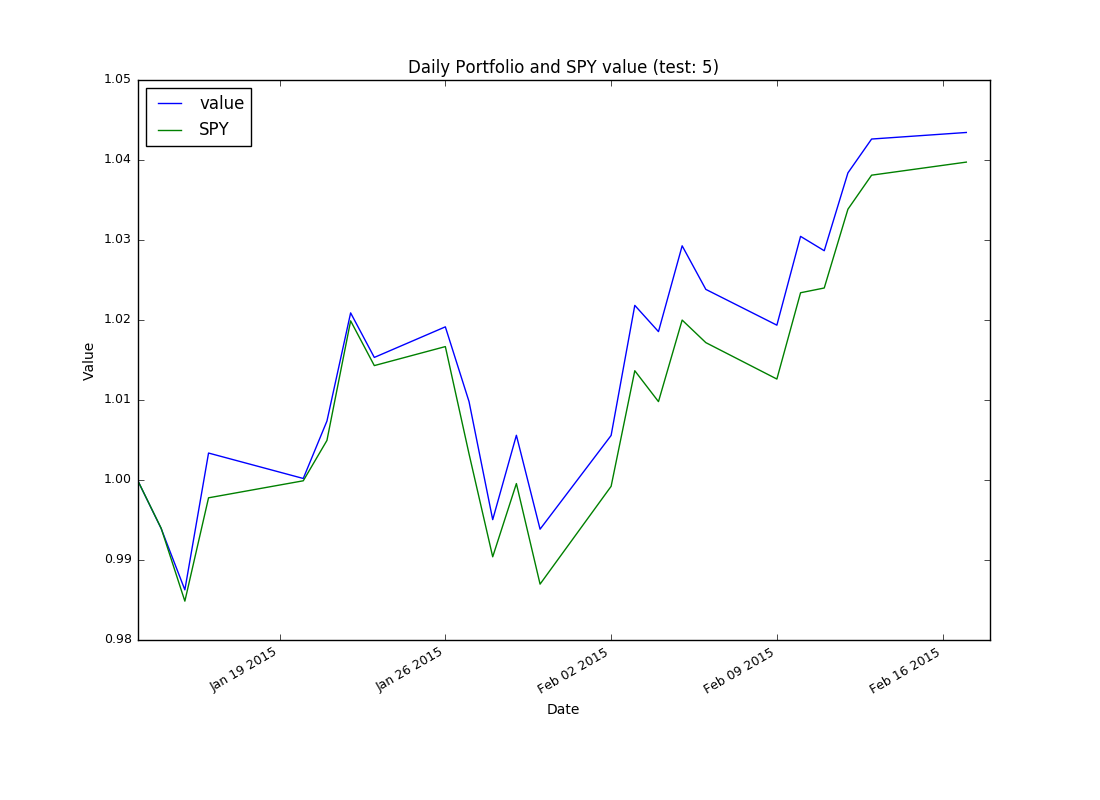 Daily Portfolio and SPY value (test: 5)
1.05
value
SPY
1.04
1.03
1.02
Value
1.01
1.00
0.99
0.98
Jan 19 2015
Jan 26 2015
Feb 02 2015
Feb 09 2015
Feb 16 2015
Date